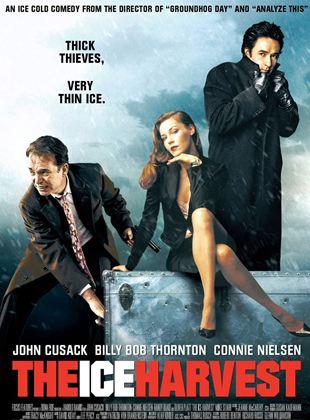 AN ICE COLD COMEDY FROM THE DIRECTOR OF "GROUNDHOG DAY" AND "ANALYZE THIS"
THICK
THIEVES,
VERY
THIN ICE.
JOHN CUSACK BILLY BOB THORNTON CONNIE NIELSEN
THE ICE HARVEST